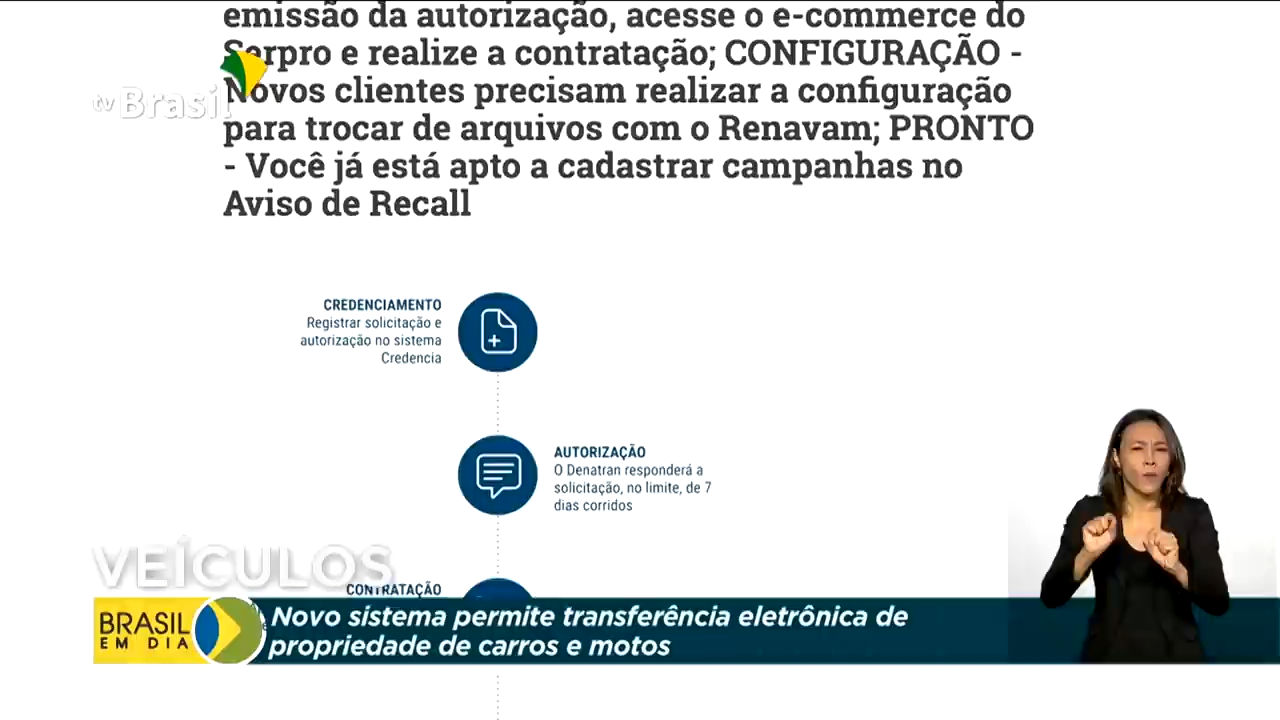 emissão da autorização, acesse o e-commerce do
Serpro e realize a contratação; CONFIGURAÇÃO -
Novos clientes precisam realizar a configuração
para trocar de arquivos com o Renavam; PRONTO
- Você já está apto a cadastrar campanhas no
Aviso de Recall
tv Brasil
CREDENCIAMENTO
Registrar solicitação e
autorização no sistema
Credencia
AUTORIZAÇÃO
O Denatran responderá a
solicitação, no limite, de 7
dias corridos
CONTRATAÇÃO
VEÍCULOS
BRASIL
EM DIA
Novo sistema permite transferência eletrônica de
propriedade de carros e motos